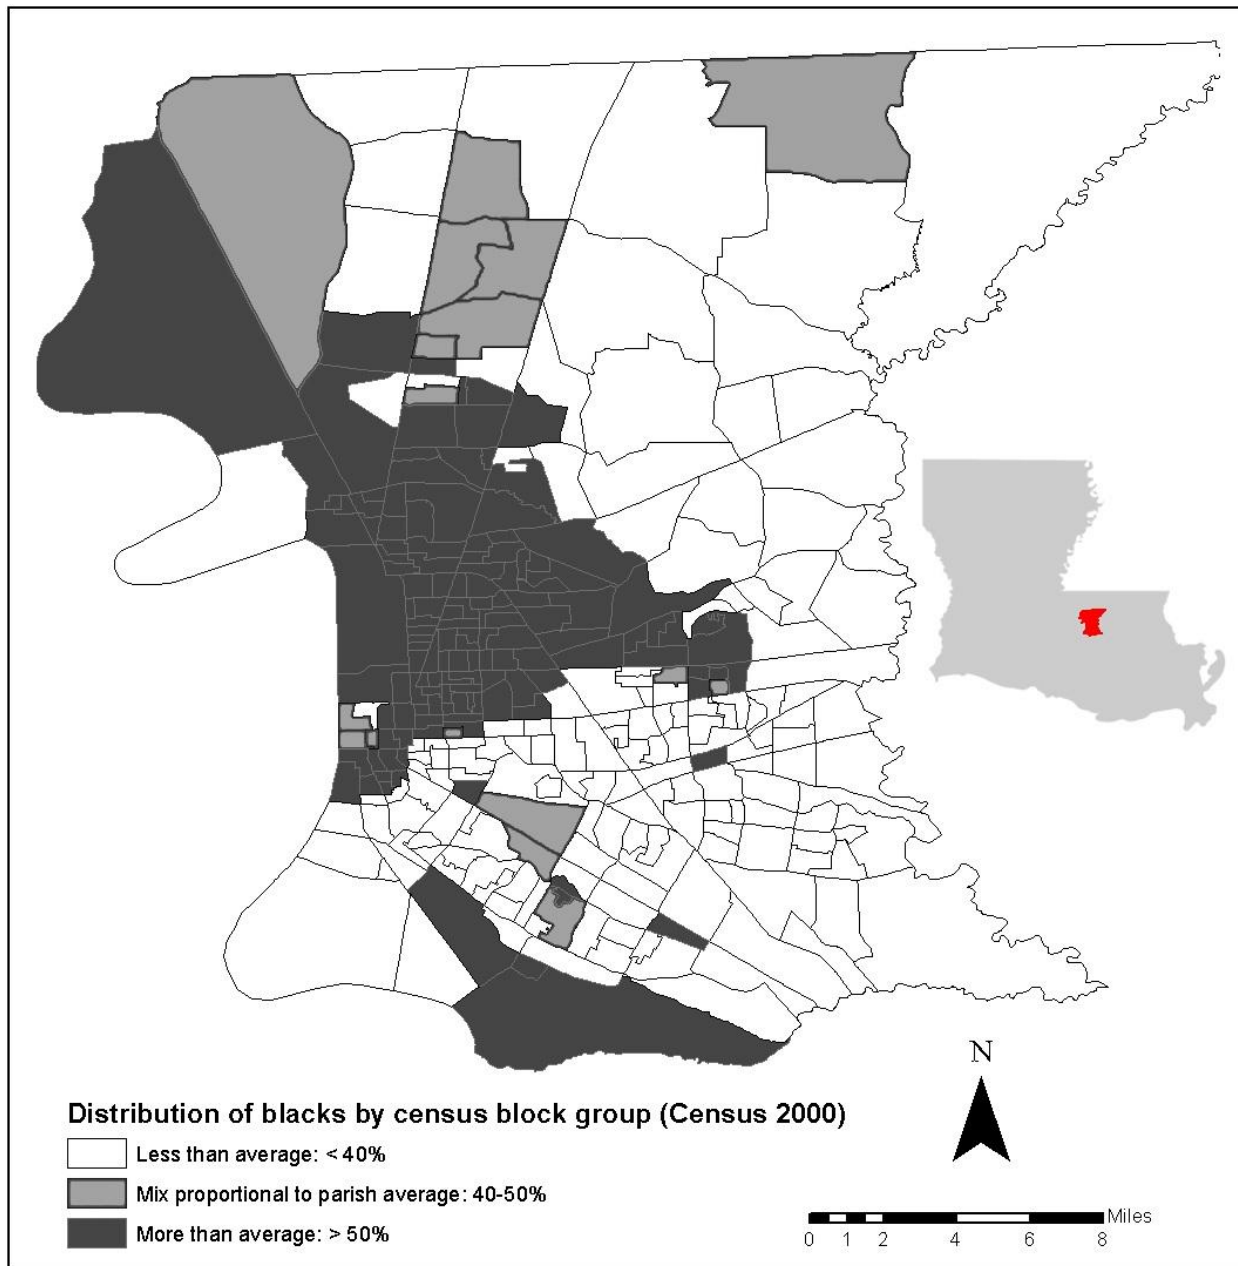 N
Distribution of blacks by census block group (Census 2000)
Less than average: < 40%
Mix proportional to parish average: 40-50%
More than average: > 50%
Miles
0 1 2 4 6 8